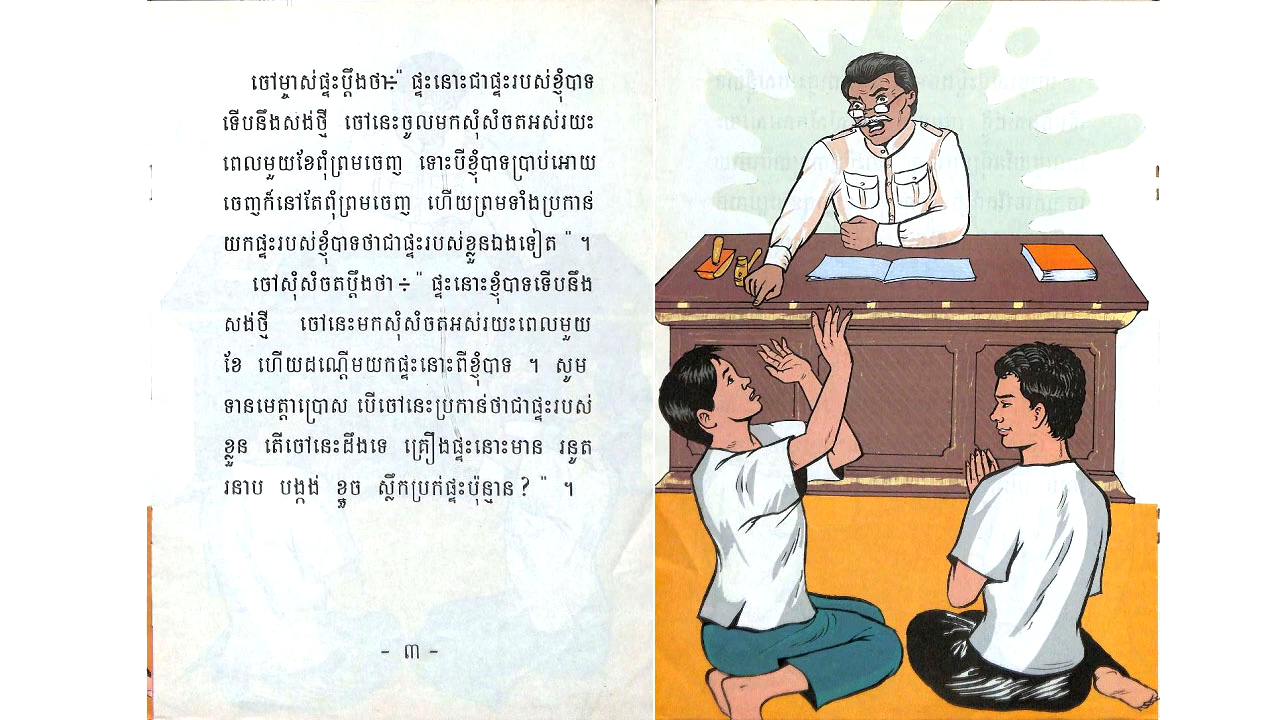 ចៅម្ចាស់ផ្ទះប្ដឹងថា÷" ផ្ទះនោះជាផ្ទះរបស់ខ្ញុំបាទ
ទើបនឹងសង់ថ្មី ចៅនេះចូលមកសុំសំចតអស់រយះ
ពេលមួយខែពុំព្រមចេញ ទោះបីខ្ញុំបាទប្រាប់អោយ
ចេញក៏នៅតែពុំព្រមចេញ ហើយព្រមទាំងប្រកាន់
យកផ្ទះរបស់ខ្ញុំបាទថាជាផ្ទះរបស់ខ្លួនឯងទៀត " ។
ចៅសុំសំចតប្ដឹងថា ÷ " ផ្ទះនោះខ្ញុំបាទទើបនឹង
សង់ថ្មី ចៅនេះមកសុំសំចតអស់រយះពេលមួយ
ខែ ហើយដណ្ដើមយកផ្ទះនោះពីខ្ញុំបាទ ។ សូម
ទានមេត្តាប្រោស បើចៅនេះប្រកាន់ថាជាផ្ទះរបស់
ខ្លួន តើចៅនេះដឹងទេ គ្រឿងផ្ទះនោះមាន រនូត
រនាប បង្កង់ ខ្នួច ស្លឹកប្រក់ផ្ទះប៉ុន្មាន ? " ។
- ៣ -